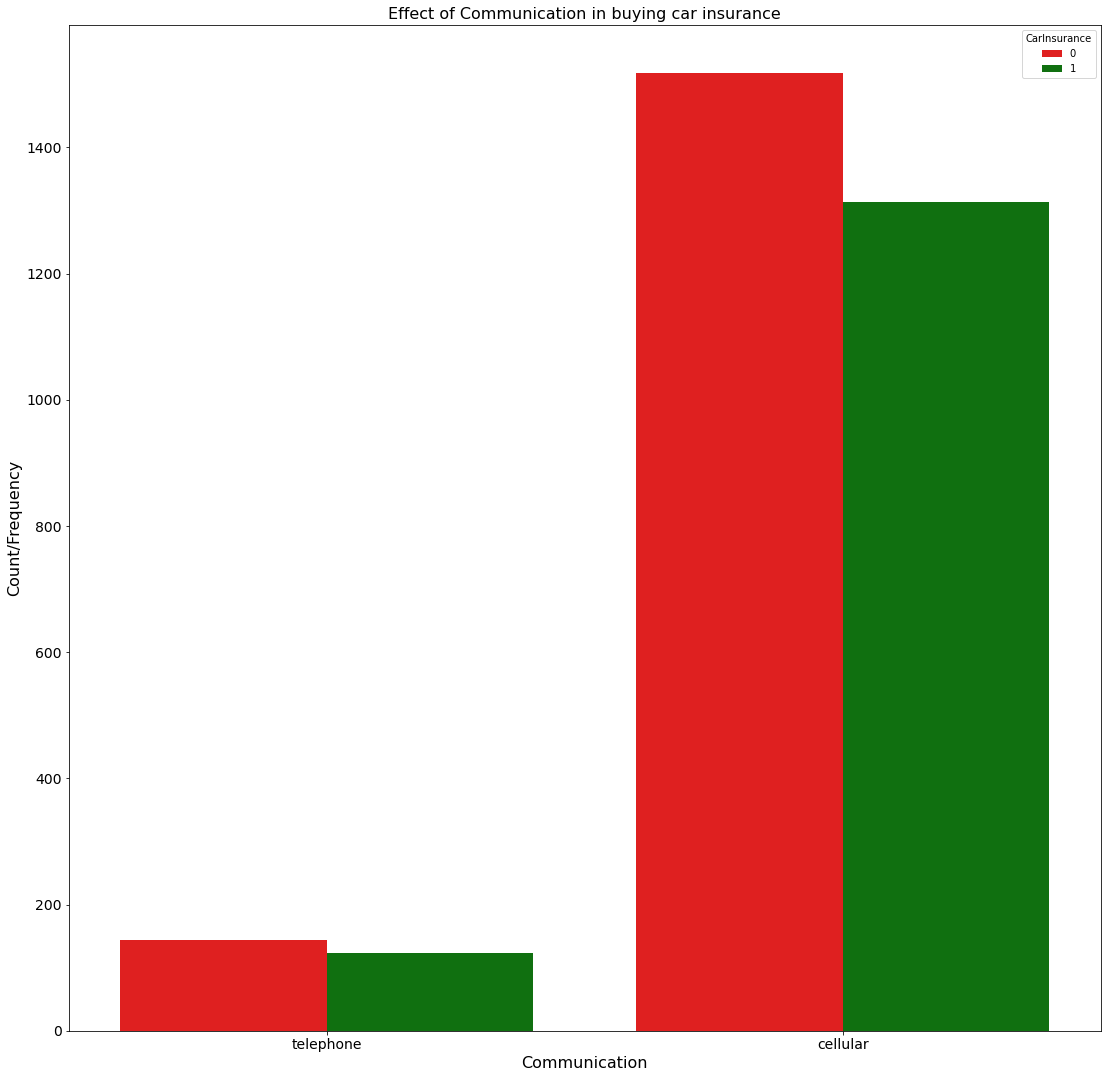 Effect of Communication in buying car insurance
CarInsurance
0
1
Count/Frequency
1400
1200
1000
800
600
400
200
0
telephone cellular
Communication